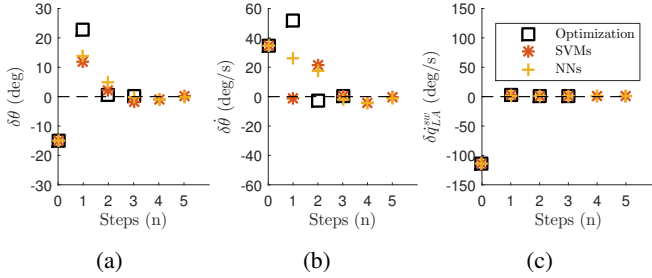 30
20
10
0
-10
-20
-30
δθ (deg)
0 1 2 3 4 5
Steps (n)
(a)
60
40
20
0
-20
-40
-60
δθ̇ (deg/s)
0 1 2 3 4 5
Steps (n)
(b)
150
100
50
0
-50
-100
-150
δq̇_{LA}^{sw} (deg/s)
Optimization
SVMs
NNs
0 1 2 3 4 5
Steps (n)
(c)